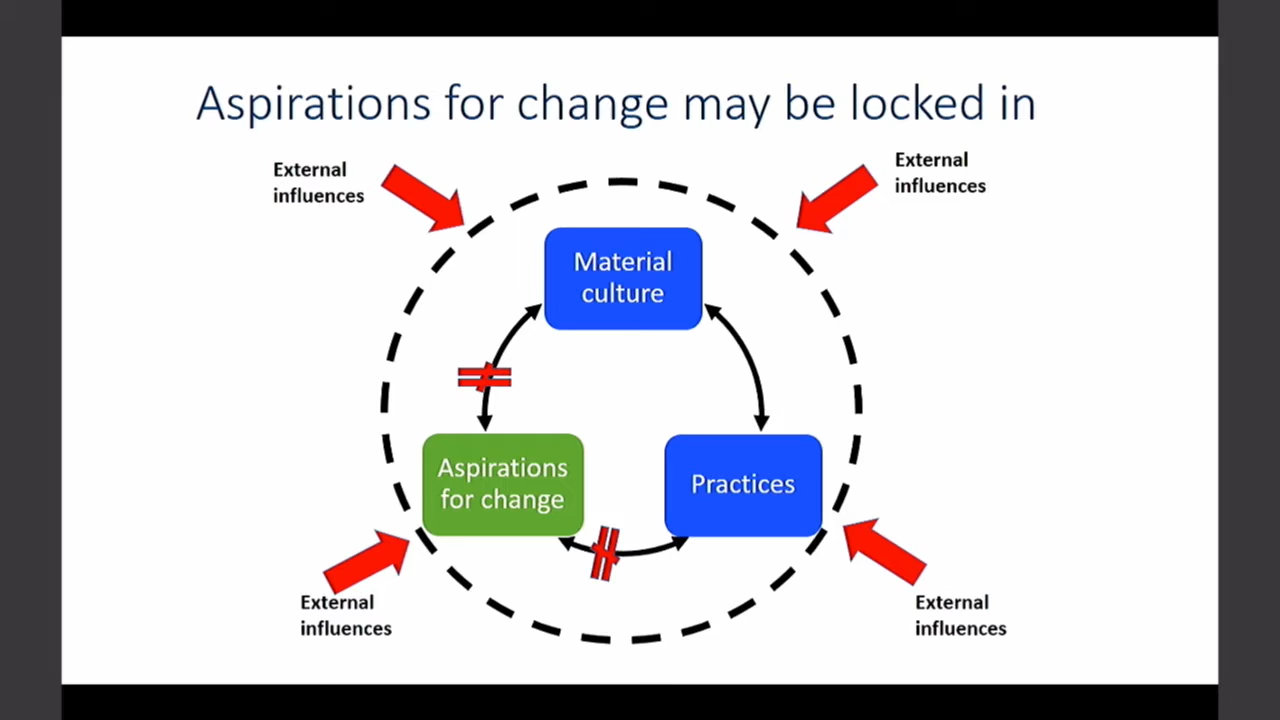 Aspirations for change may be locked in
External
influences
External
influences
Material
culture
Aspirations
for change
Practices
External
influences
External
influences